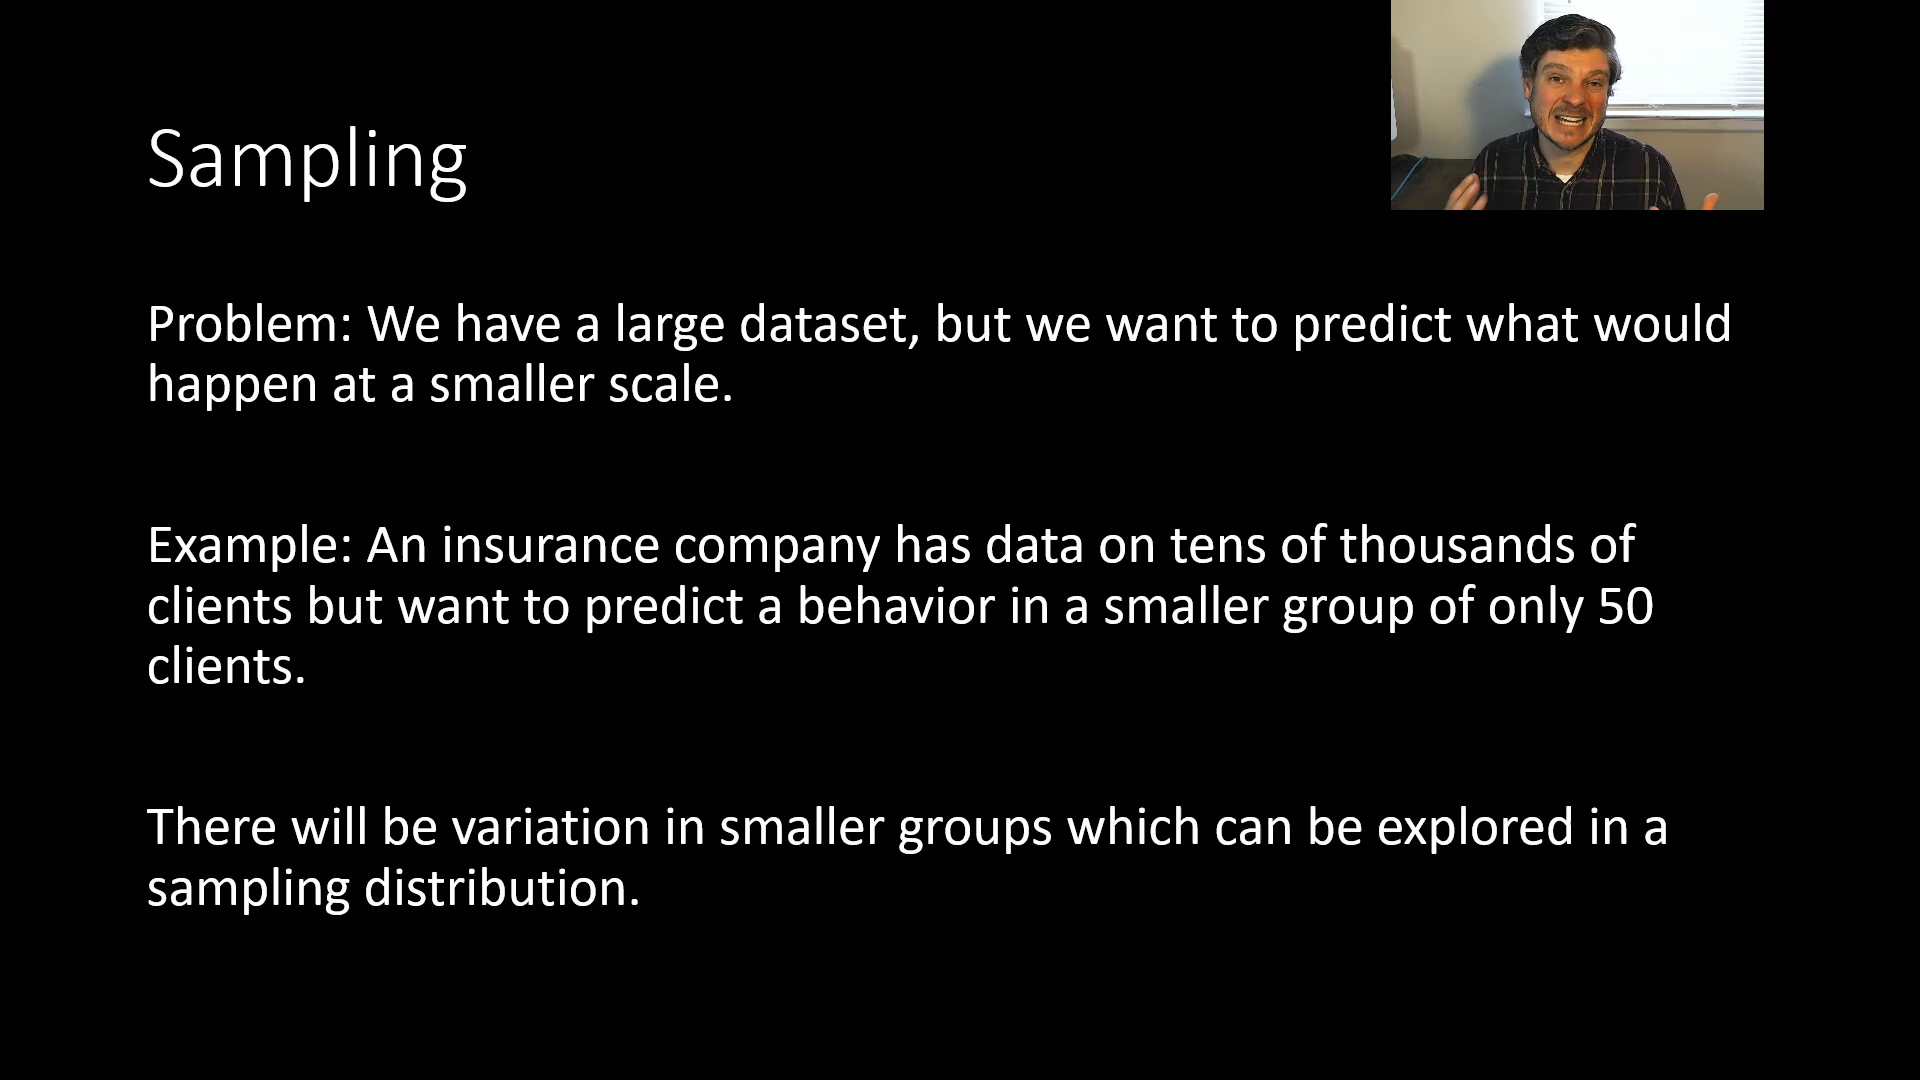 Sampling
Problem: We have a large dataset, but we want to predict what would
happen at a smaller scale.
Example: An insurance company has data on tens of thousands of
clients but want to predict a behavior in a smaller group of only 50
clients.
There will be variation in smaller groups which can be explored in a
sampling distribution.